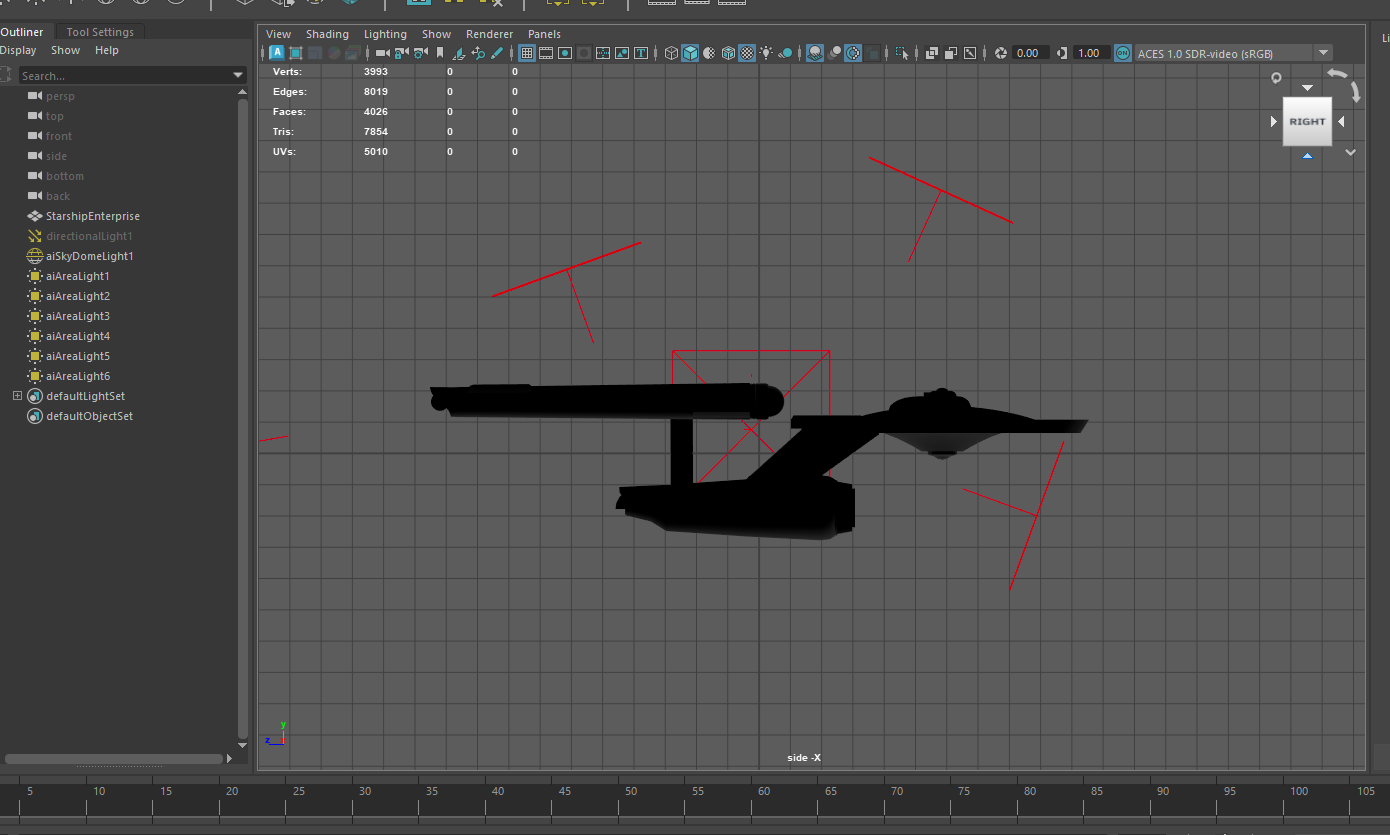 Outliner
Tool Settings
Display Show Help
Search...
persp
top
front
side
bottom
back
StarshipEnterprise
directionalLight1
aiSkyDomeLight1
aiAreaLight1
aiAreaLight2
aiAreaLight3
aiAreaLight4
aiAreaLight5
aiAreaLight6
defaultLightSet
defaultObjectSet
View Shading Lighting Show Renderer Panels
A T 0.00 1.00 ON ACES 1.0 SDR-video (sRGB)
Verts: 3993 0 0
Edges: 8019 0 0
Faces: 4026 0 0
Tris: 7854 0 0
UVs: 5010 0 0
RIGHT
y
z
side -X
5 10 15 20 25 30 35 40 45 50 55 60 65 70 75 80 85 90 95 100 105